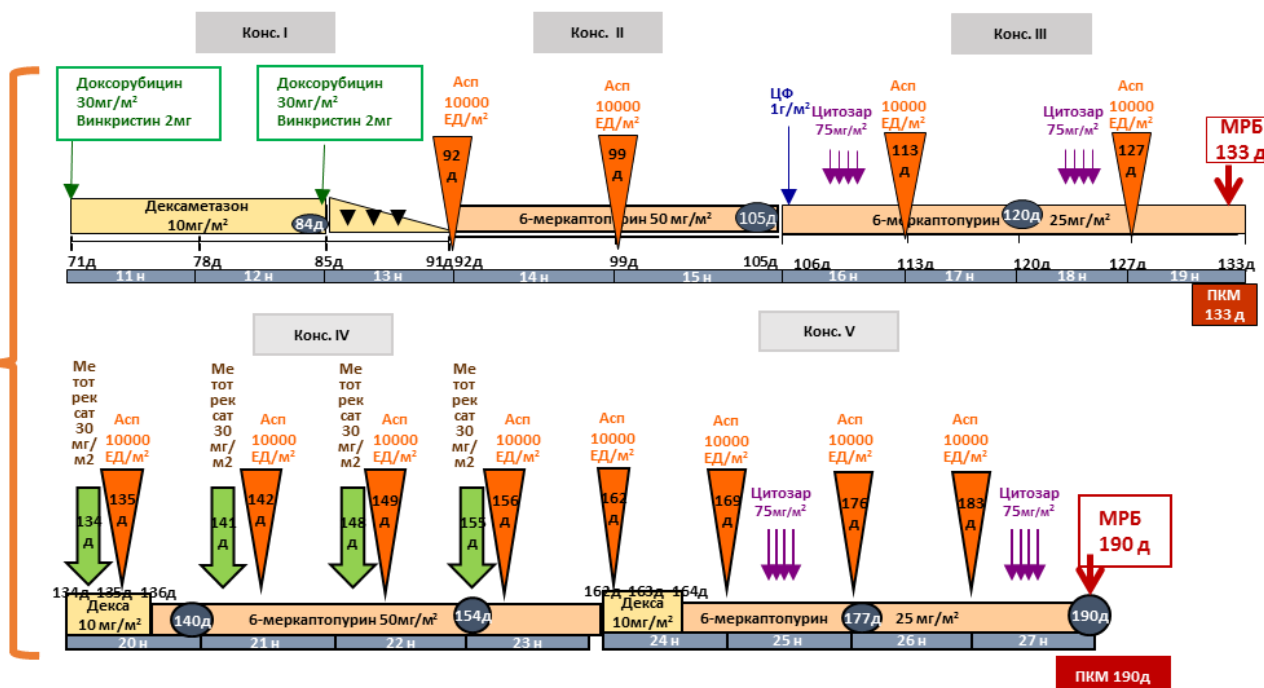 Конс. I
Конс. II
Конс. III
Доксорубицин
30мг/м²
Винкристин 2мг
Доксорубицин
30мг/м²
Винкристин 2мг
Асп
10000
ЕД/м²
92
д
Асп
10000
ЕД/м²
99
д
ЦФ
1г/м²
Цитозар
75мг/м²
Асп
10000
ЕД/м²
113
д
Цитозар
75мг/м²
Асп
10000
ЕД/м²
127
д
МРБ
133 д
Дексаметазон
10мг/м²
84д
6-меркаптопурин 50 мг/м²
105д
6-меркаптопурин
120д
25мг/м²
71д
78д
85д
91д
92д
99д
105д
106д
113д
120д
127д
133д
11 н
12 н
13 н
14 н
15 н
16 н
17 н
18 н
19 н
ПКМ
133 д
Конс. IV
Конс. V
Ме
тот
рек
сат
30
мг/
м2
134
д
Асп
10000
ЕД/м²
135
д
Ме
тот
рек
сат
30
мг/
м2
141
д
Асп
10000
ЕД/м²
142
д
Ме
тот
рек
сат
30
мг/
м2
148
д
Асп
10000
ЕД/м²
149
д
Ме
тот
рек
сат
30
мг/
м2
155
д
Асп
10000
ЕД/м²
156
д
Асп
10000
ЕД/м²
162
д
Асп
10000
ЕД/м²
169
д
Цитозар
75мг/м²
Асп
10000
ЕД/м²
176
д
Асп
10000
ЕД/м²
183
д
Цитозар
75мг/м²
МРБ
190 д
134д
135д
136д
162д
163д
164д
Декса
10 мг/м²
140д
6-меркаптопурин 50мг/м²
154д
Декса
10мг/м²
6-меркаптопурин
177д
25 мг/м²
190д
20 н
21 н
22 н
23 н
24 н
25 н
26 н
27 н
ПКМ 190д